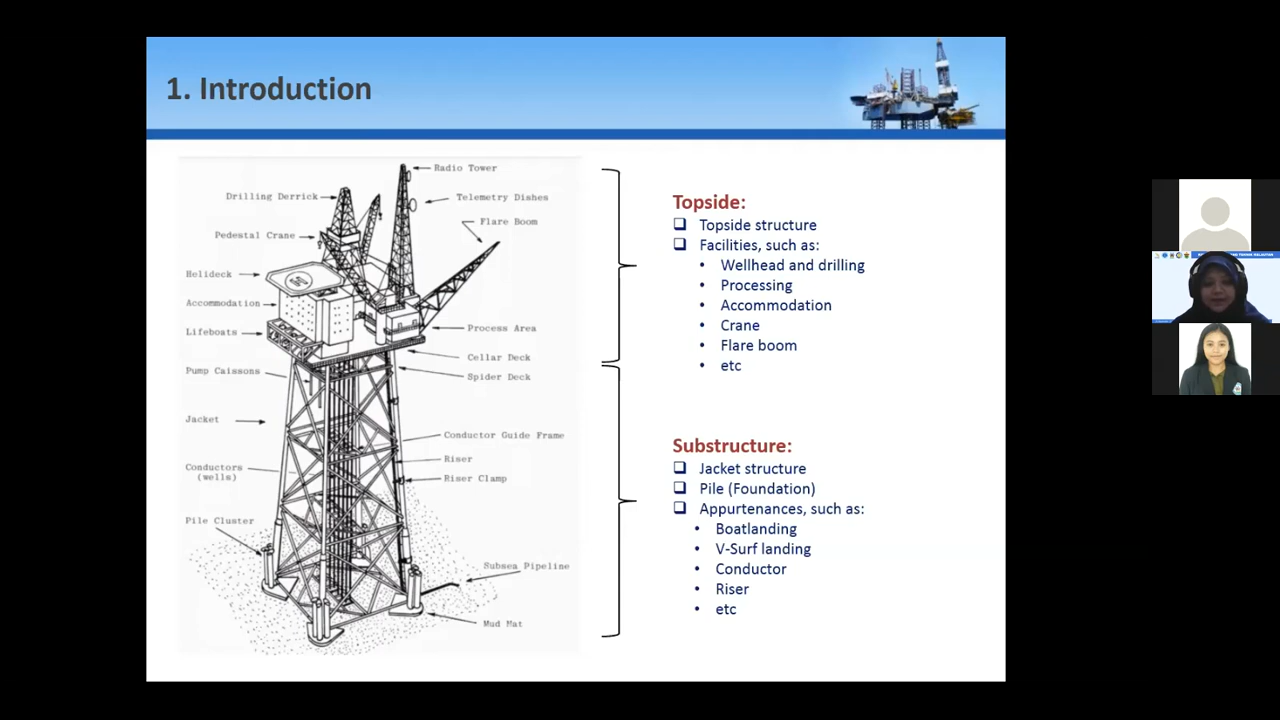 1. Introduction
Radio Tower
Drilling Derrick
Telemetry Dishes
Flare Boom
Pedestal Crane
Helideck
Accommodation
Lifeboats
Process Area
Cellar Deck
Pump Caissons
Spider Deck
Jacket
Conductor Guide Frame
Riser
Conductors
(wells)
Riser Clamp
Pile Cluster
Subsea Pipeline
Mud Mat
Topside:
Topside structure
Facilities, such as:
• Wellhead and drilling
• Processing
• Accommodation
• Crane
• Flare boom
• etc
Substructure:
Jacket structure
Pile (Foundation)
Appurtenances, such as:
• Boatlanding
• V-Surf landing
• Conductor
• Riser
• etc